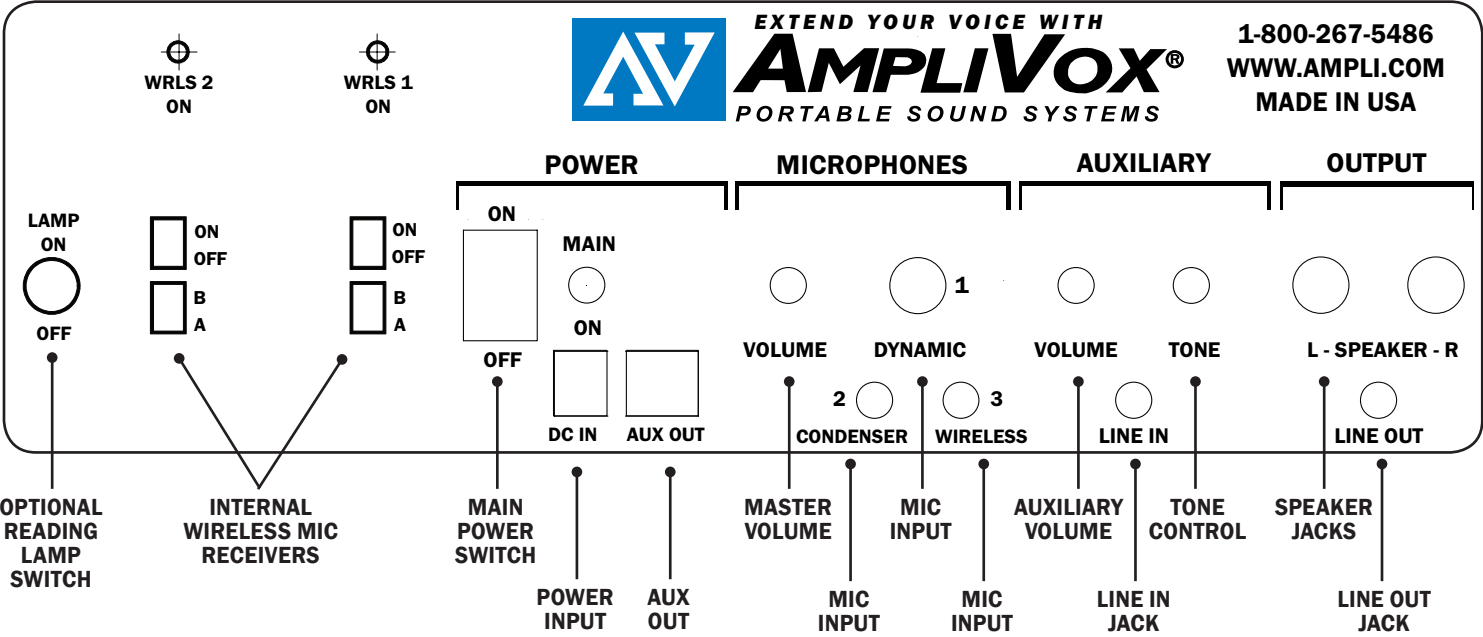 EXTEND YOUR VOICE WITH
AMPLIVOX®
PORTABLE SOUND SYSTEMS
1-800-267-5486
WWW.AMPLI.COM
MADE IN USA
WRLS 2
ON
WRLS 1
ON
POWER
MICROPHONES
AUXILIARY
OUTPUT
LAMP
ON
OFF
ON
OFF
B
A
ON
OFF
B
A
ON
OFF
MAIN
ON
DC IN
AUX OUT
VOLUME
1
DYNAMIC
2
CONDENSER
3
WIRELESS
VOLUME
TONE
LINE IN
L - SPEAKER - R
LINE OUT
OPTIONAL
READING
LAMP
SWITCH
INTERNAL
WIRELESS MIC
RECEIVERS
MAIN
POWER
SWITCH
POWER
INPUT
AUX
OUT
MASTER
VOLUME
MIC
INPUT
MIC
INPUT
MIC
INPUT
AUXILIARY
VOLUME
LINE IN
JACK
TONE
CONTROL
SPEAKER
JACKS
LINE OUT
JACK